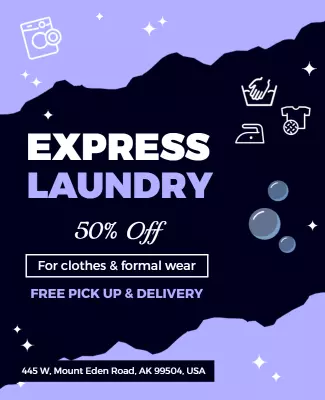 EXPRESS
LAUNDRY
50% Off
For clothes & formal wear
FREE PICK UP & DELIVERY
445 W, Mount Eden Road, AK 99504, USA